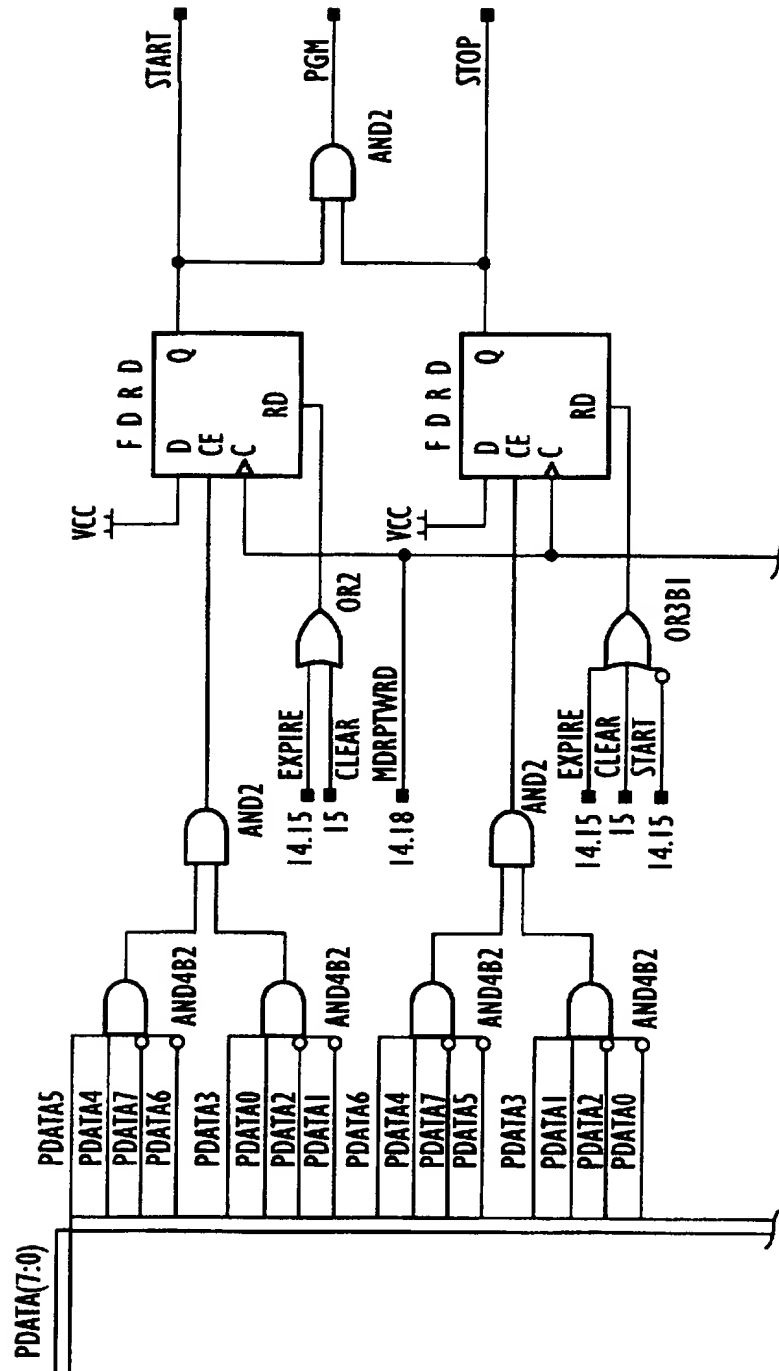 PDATA(7:0)
PDATA5
PDATA4
PDATA7
PDATA6
AND4B2
PDATA3
PDATA0
PDATA2
PDATA1
AND4B2
AND2
VCC
F D R D
D
CE
C
Q
RD
START
EXPIRE
14.15
CLEAR
15
OR2
MDRPTWRD
14.18
AND2
PGM
PDATA6
PDATA4
PDATA7
PDATA5
AND4B2
PDATA3
PDATA1
PDATA2
PDATA0
AND4B2
AND2
VCC
F D R D
D
CE
C
Q
RD
STOP
EXPIRE
14.15
CLEAR
15
START
14.15
OR3B1